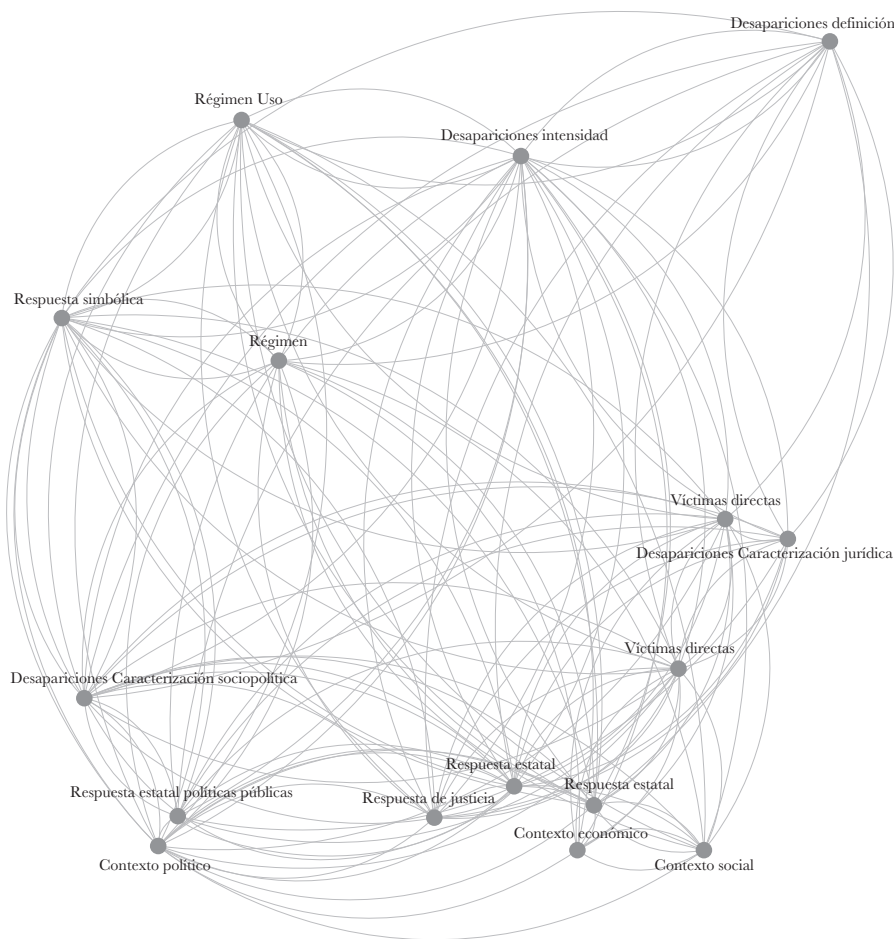 Desapariciones definición
Régimen Uso
Desapariciones intensidad
Respuesta simbólica
Régimen
Víctimas directas
Desapariciones Caracterización jurídica
Víctimas directas
Desapariciones Caracterización sociopolítica
Respuesta estatal
Respuesta estatal
Respuesta estatal políticas públicas
Respuesta de justicia
Contexto económico
Contexto político
Contexto social